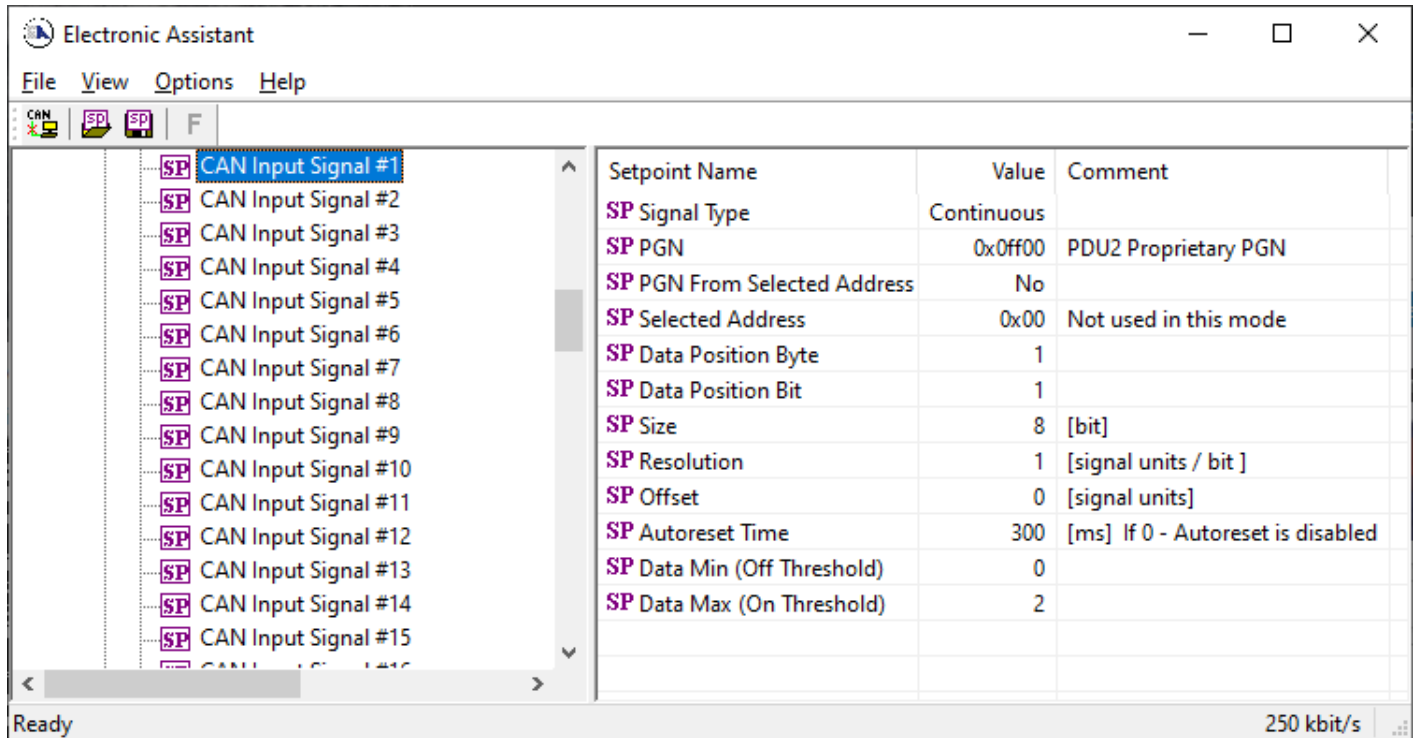 Electronic Assistant
File View Options Help
CAN SP SP F
SP CAN Input Signal #1
SP CAN Input Signal #2
SP CAN Input Signal #3
SP CAN Input Signal #4
SP CAN Input Signal #5
SP CAN Input Signal #6
SP CAN Input Signal #7
SP CAN Input Signal #8
SP CAN Input Signal #9
SP CAN Input Signal #10
SP CAN Input Signal #11
SP CAN Input Signal #12
SP CAN Input Signal #13
SP CAN Input Signal #14
SP CAN Input Signal #15
Setpoint Name Value Comment
SP Signal Type Continuous
SP PGN 0x0ff00 PDU2 Proprietary PGN
SP PGN From Selected Address No
SP Selected Address 0x00 Not used in this mode
SP Data Position Byte 1
SP Data Position Bit 1
SP Size 8 [bit]
SP Resolution 1 [signal units / bit ]
SP Offset 0 [signal units]
SP Autoreset Time 300 [ms] If 0 - Autoreset is disabled
SP Data Min (Off Threshold) 0
SP Data Max (On Threshold) 2
Ready 250 kbit/s